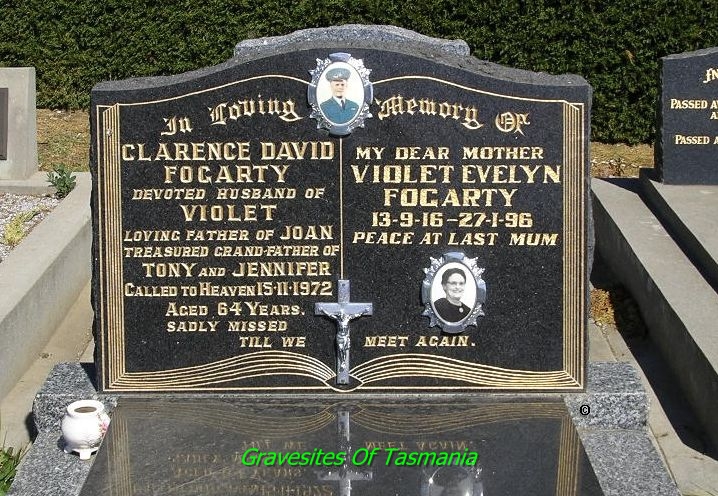 In Loving Memory Of
CLARENCE DAVID
FOGARTY
DEVOTED HUSBAND OF
VIOLET
LOVING FATHER OF JOAN
TREASURED GRAND-FATHER OF
TONY AND JENNIFER
CALLED TO HEAVEN 15·11·1972
AGED 64 YEARS.
SADLY MISSED
TILL WE MEET AGAIN.
MY DEAR MOTHER
VIOLET EVELYN
FOGARTY
13-9-16-27-1-96
PEACE AT LAST MUM
PASSED
PASSED
©
Gravesites Of Tasmania